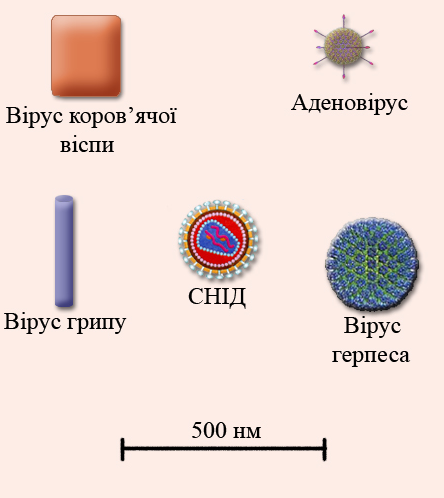 Вірус коров’ячої
віспи
Аденовірус
Вірус грипу
СНІД
Вірус
герпеса
500 нм